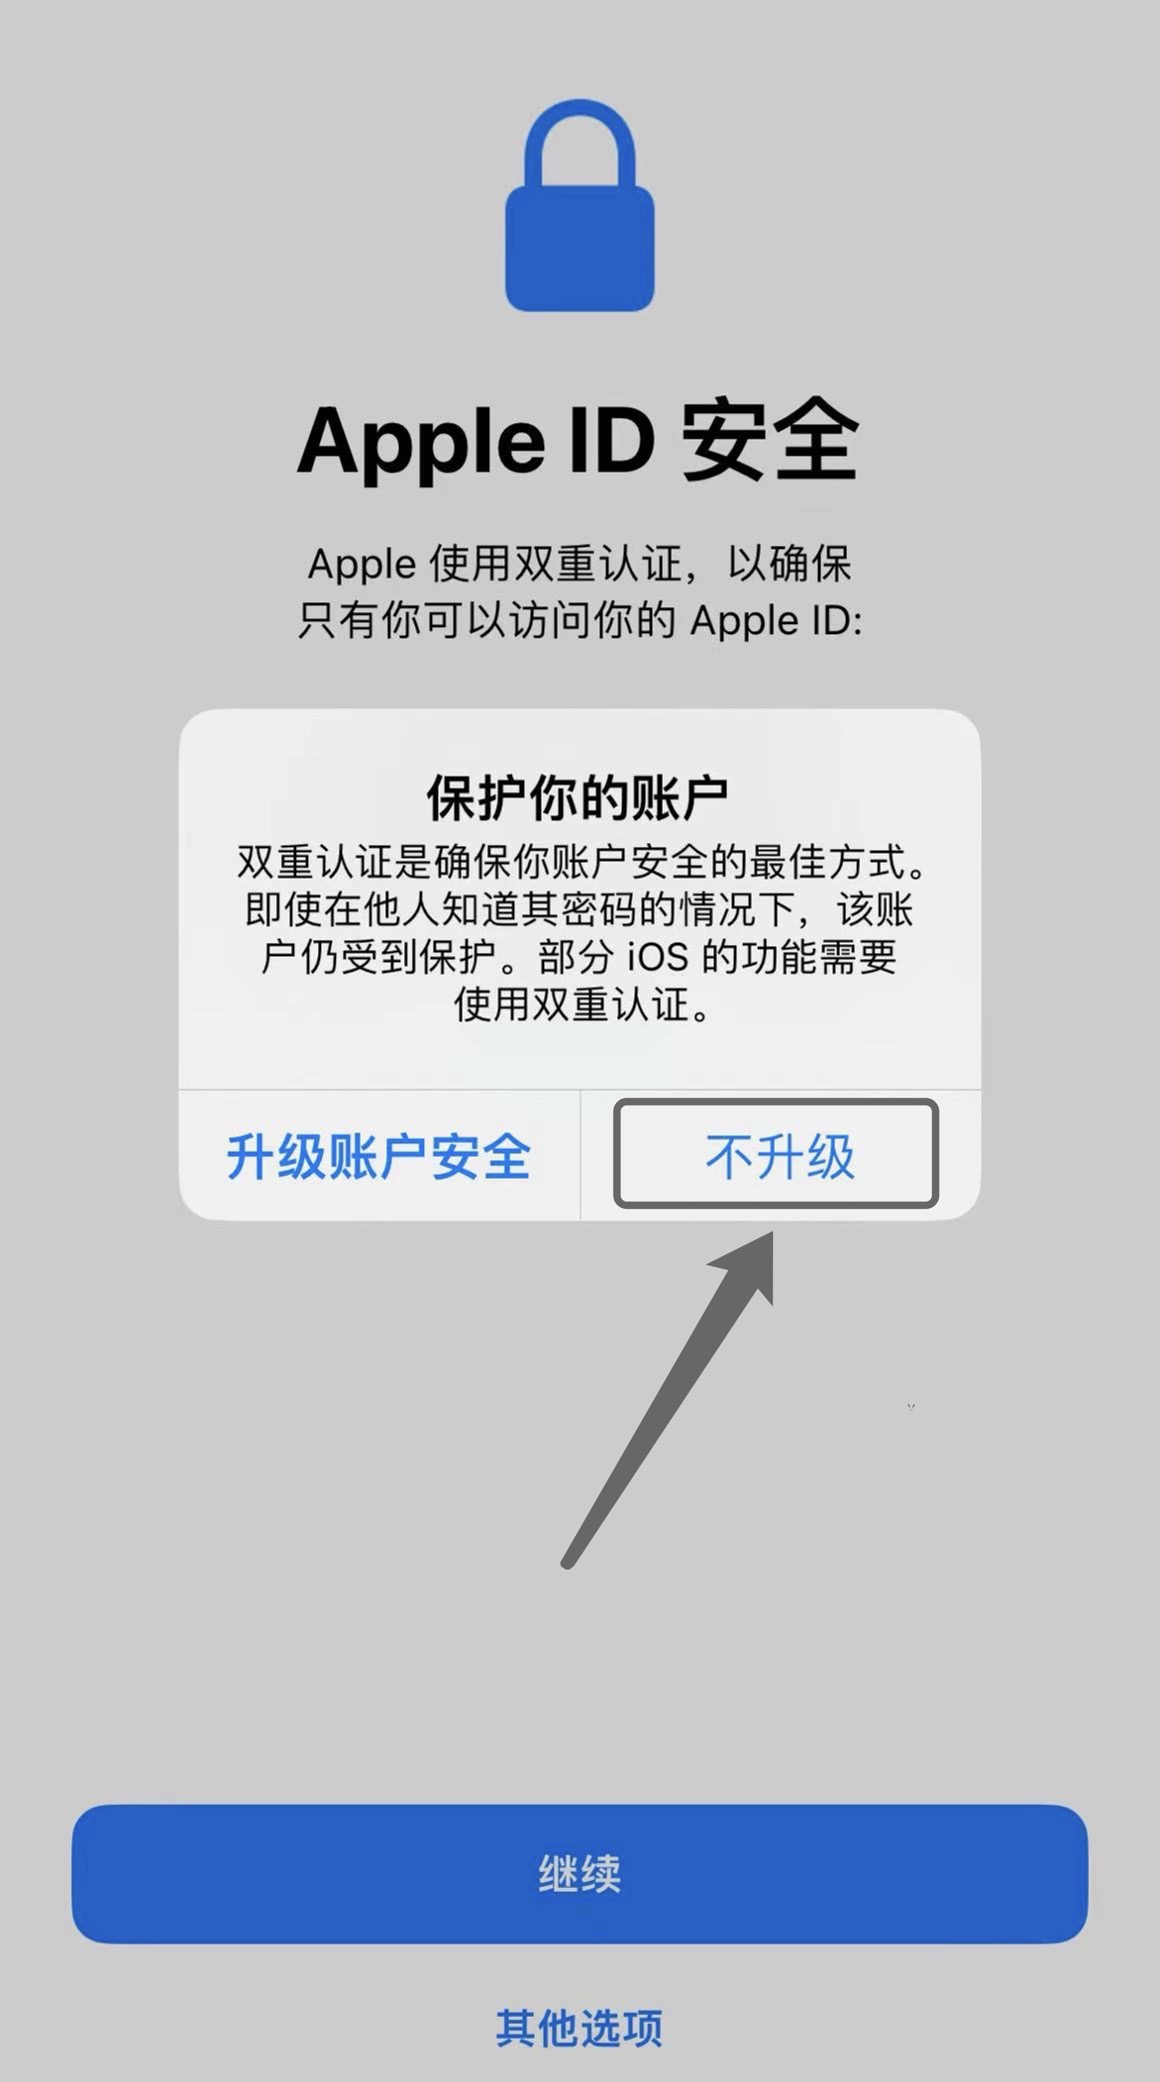 Apple ID 安全
Apple 使用双重认证，以确保
只有你可以访问你的 Apple ID:
保护你的账户
双重认证是确保你账户安全的最佳方式。
即使在他人知道其密码的情况下，该账
户仍受到保护。部分 iOS 的功能需要
使用双重认证。
升级账户安全
不升级
继续
其他选项